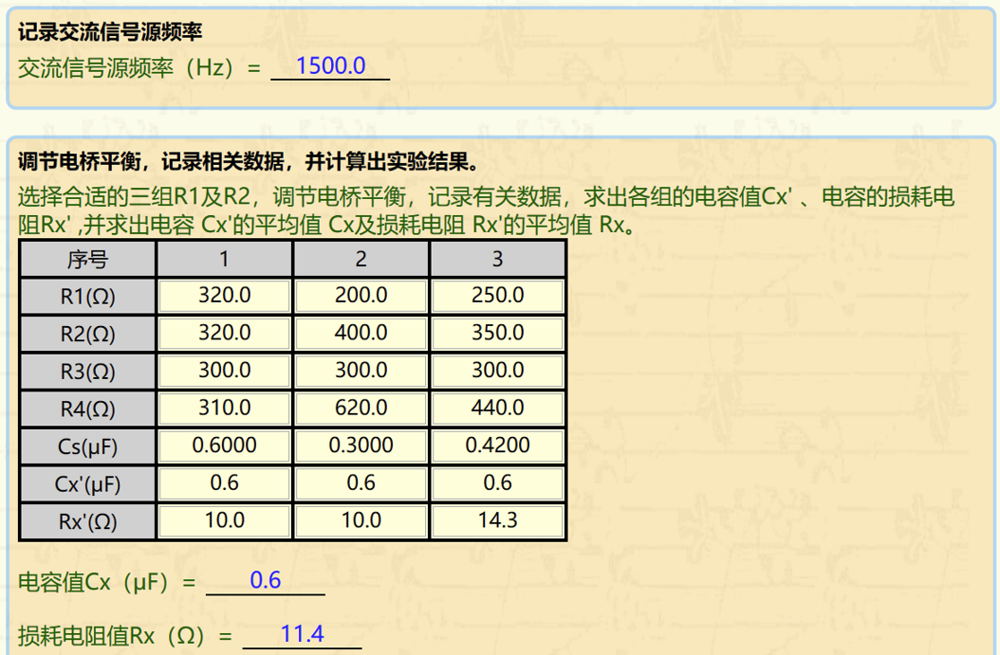 记录交流信号源频率
交流信号源频率（Hz）= 1500.0
调节电桥平衡，记录相关数据，并计算出实验结果。
选择合适的三组R1及R2，调节电桥平衡，记录有关数据，求出各组的电容值Cx' 、电容的损耗电
阻Rx' ,并求出电容 Cx'的平均值 Cx及损耗电阻 Rx'的平均值 Rx。
序号 1 2 3
R1(Ω) 320.0 200.0 250.0
R2(Ω) 320.0 400.0 350.0
R3(Ω) 300.0 300.0 300.0
R4(Ω) 310.0 620.0 440.0
Cs(μF) 0.6000 0.3000 0.4200
Cx'(μF) 0.6 0.6 0.6
Rx'(Ω) 10.0 10.0 14.3
电容值Cx（μF）= 0.6
损耗电阻值Rx（Ω）= 11.4